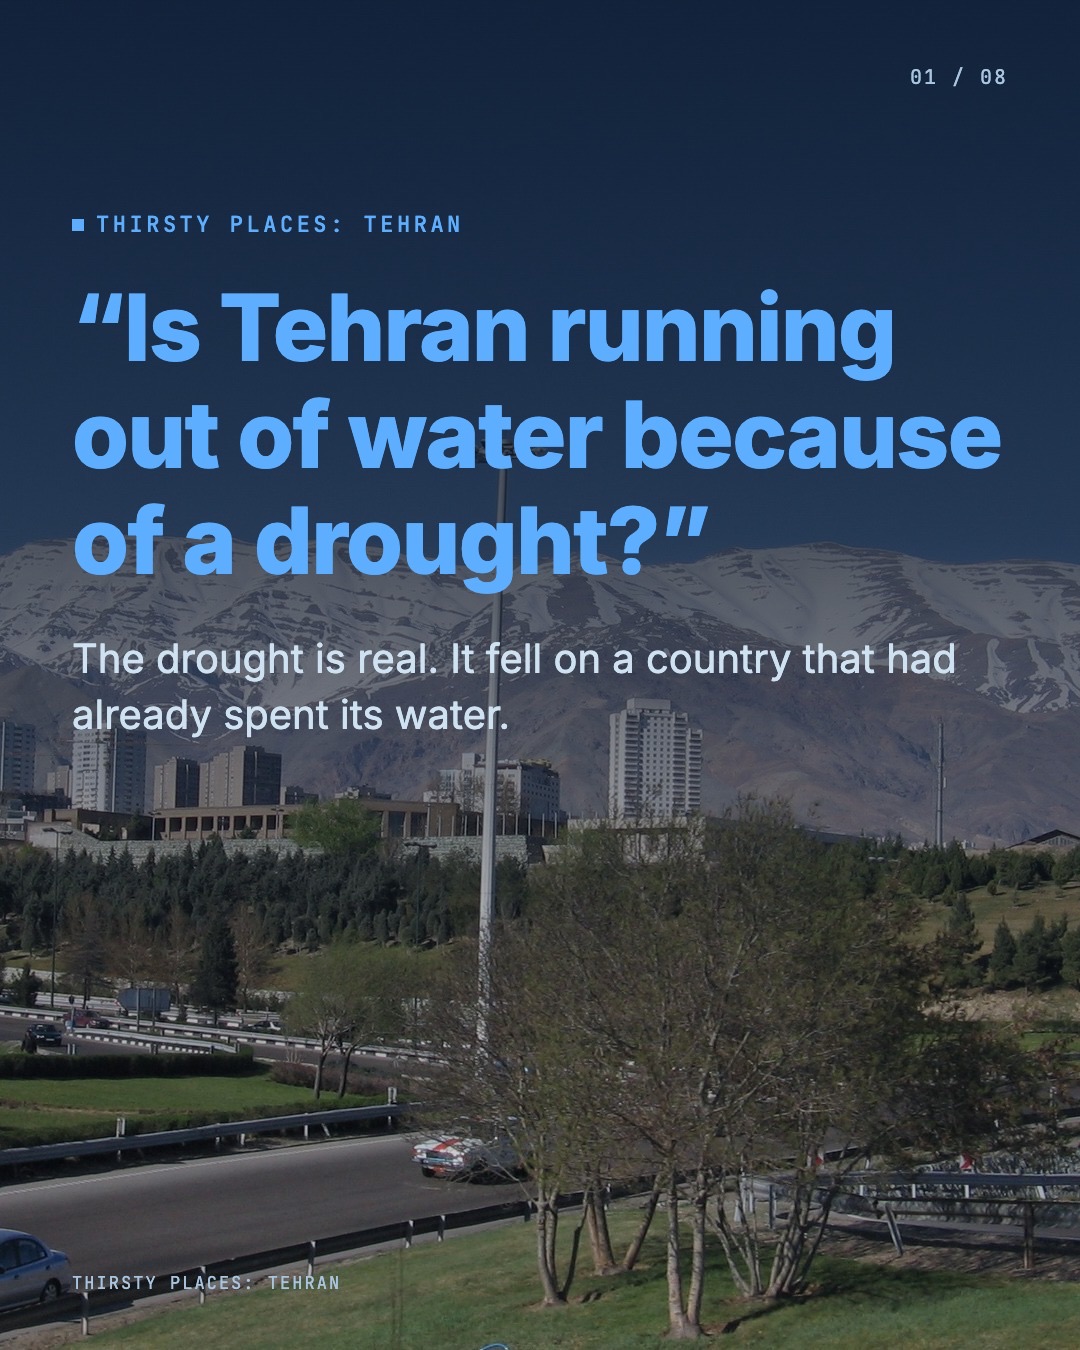 01 / 08
THIRSTY PLACES: TEHRAN
“Is Tehran running
out of water because
of a drought?”
The drought is real. It fell on a country that had
already spent its water.
THIRSTY PLACES: TEHRAN